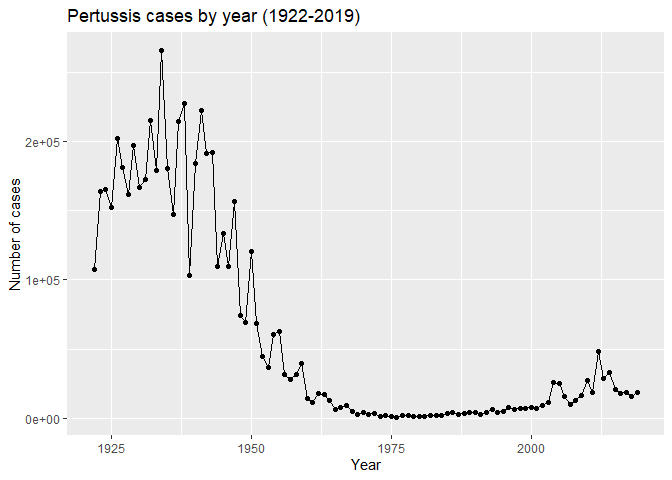 Pertussis cases by year (1922-2019)
Number of cases
2e+05
1e+05
0e+00
1925 1950 1975 2000
Year